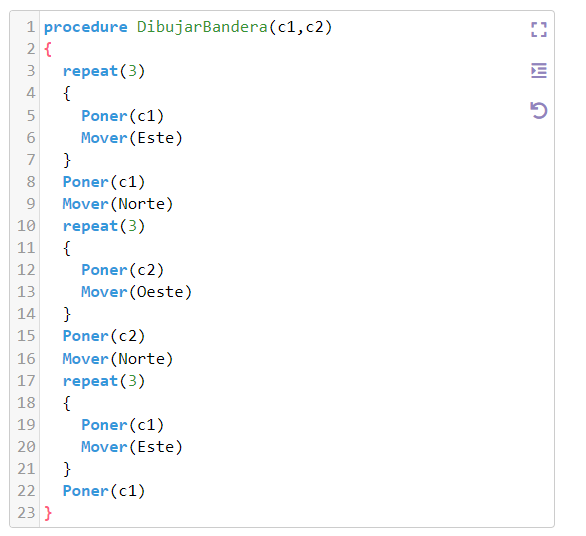 1 procedure DibujarBandera(c1,c2)
2 {
3 repeat(3)
4 {
5 Poner(c1)
6 Mover(Este)
7 }
8 Poner(c1)
9 Mover(Norte)
10 repeat(3)
11 {
12 Poner(c2)
13 Mover(Oeste)
14 }
15 Poner(c2)
16 Mover(Norte)
17 repeat(3)
18 {
19 Poner(c1)
20 Mover(Este)
21 }
22 Poner(c1)
23 }